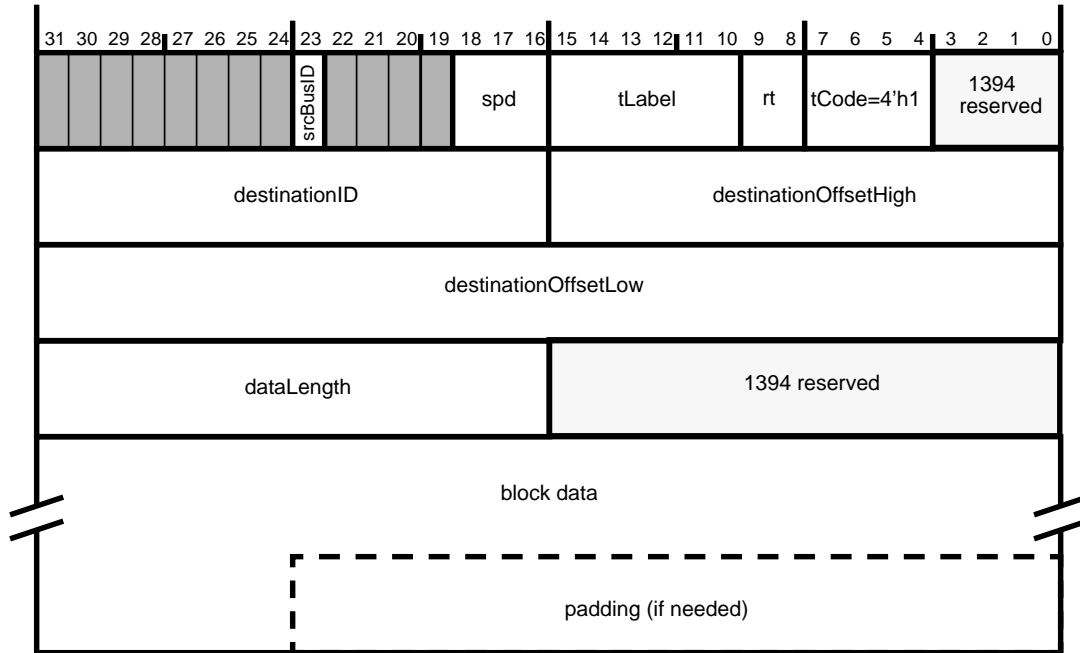 31 30 29 28 27 26 25 24 23 22 21 20 19 18 17 16 15 14 13 12 11 10 9 8 7 6 5 4 3 2 1 0
srcBusID spd tLabel rt tCode=4'h1 1394
reserved
destinationID destinationOffsetHigh
destinationOffsetLow
dataLength 1394 reserved
block data
padding (if needed)